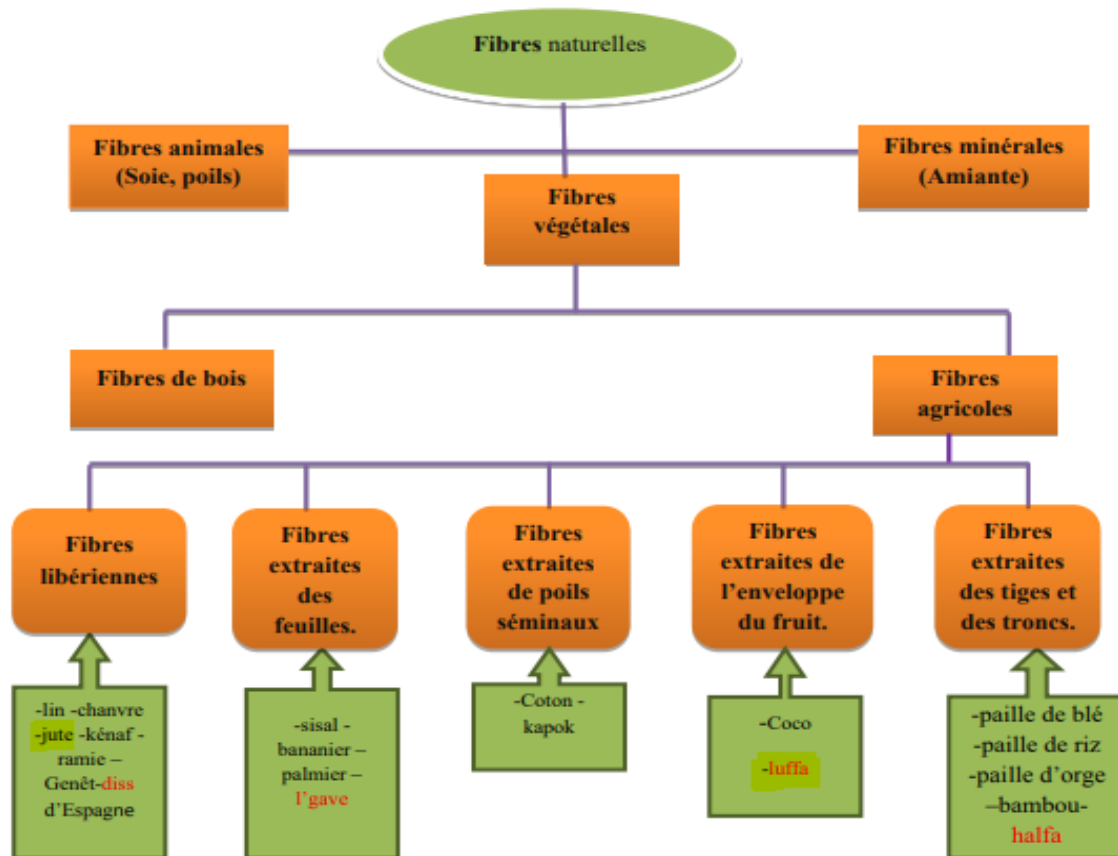 Fibres naturelles
Fibres animales
(Soie, poils)
Fibres minérales
(Amiante)
Fibres
végétales
Fibres de bois
Fibres
agricoles
Fibres
libériennes
Fibres
extraites
des
feuilles.
Fibres
extraites
de poils
séminaux
Fibres
extraites de
l'enveloppe
du fruit.
Fibres
extraites
des tiges et
des troncs.
-lin -chanvre
-jute -kénaf -
ramie –
Genêt-diss
d'Espagne
-sisal -
bananier –
palmier –
l'gave
-Coton -
kapok
-Coco
-luffa
-paille de blé
-paille de riz
-paille d'orge
–bambou-
halfa